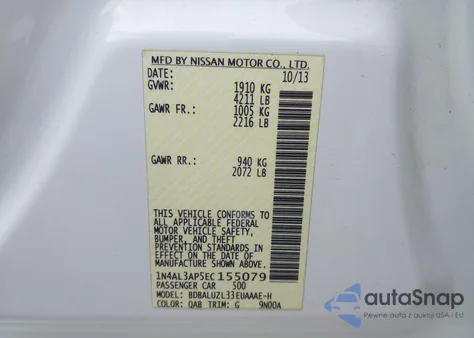 MFD BY NISSAN MOTOR CO., LTD.
DATE: 10/13
GVWR: 1910 KG
4211 LB
GAWR FR.: 1005 KG
2216 LB
GAWR RR.: 940 KG
2072 LB
THIS VEHICLE CONFORMS TO
ALL APPLICABLE FEDERAL
MOTOR VEHICLE SAFETY,
BUMPER, AND THEFT
PREVENTION STANDARDS IN
EFFECT ON THE DATE OF
MANUFACTURE SHOWN ABOVE.
1N4AL3AP5EC155079
PASSENGER CAR 500
MODEL: BDBALUZL33EUAAAE-H
COLOR: QAB TRIM: G 9N00A
autoSnap
Pewne auta z aukcji USA i